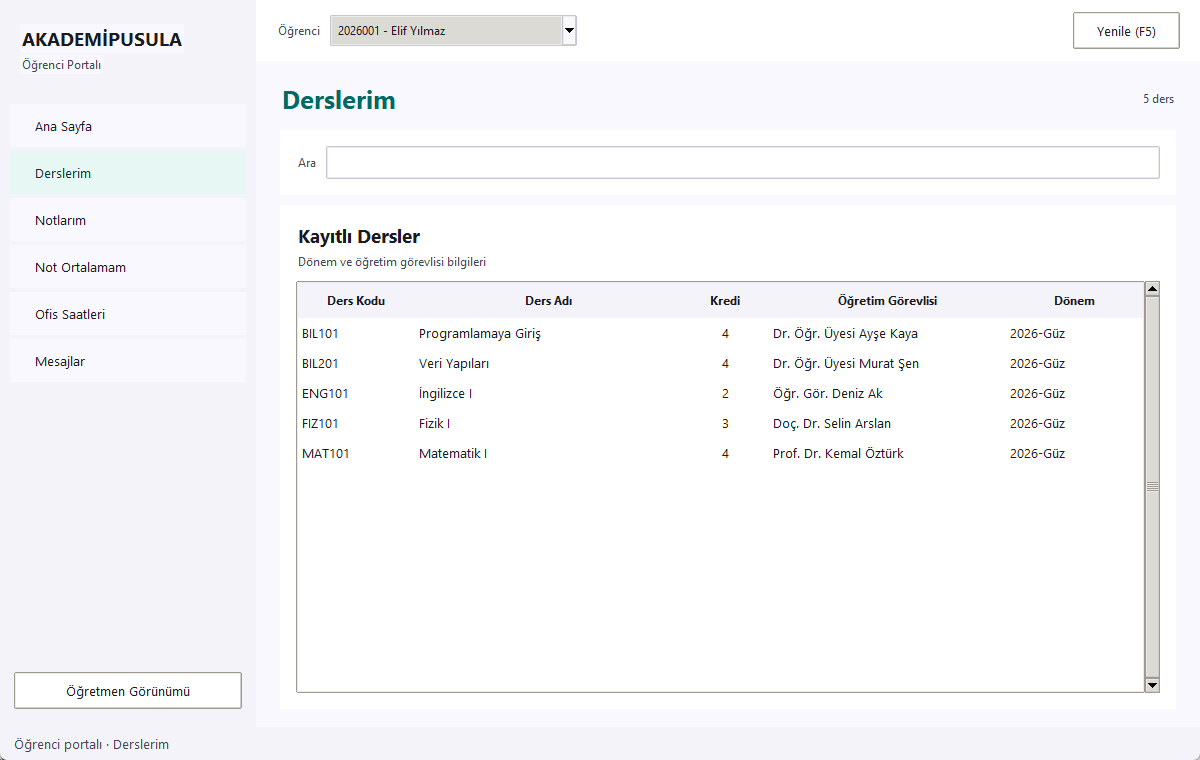 AKADEMİPUSULA
Öğrenci Portalı
Ana Sayfa
Derslerim
Notlarım
Not Ortalamam
Ofis Saatleri
Mesajlar
Öğretmen Görünümü
Öğrenci portalı · Derslerim
Öğrenci 2026001 - Elif Yılmaz Yenile (F5)
Derslerim 5 ders
Ara
Kayıtlı Dersler
Dönem ve öğretim görevlisi bilgileri
Ders Kodu Ders Adı Kredi Öğretim Görevlisi Dönem
BIL101 Programlamaya Giriş 4 Dr. Öğr. Üyesi Ayşe Kaya 2026-Güz
BIL201 Veri Yapıları 4 Dr. Öğr. Üyesi Murat Şen 2026-Güz
ENG101 İngilizce I 2 Öğr. Gör. Deniz Ak 2026-Güz
FIZ101 Fizik I 3 Doç. Dr. Selin Arslan 2026-Güz
MAT101 Matematik I 4 Prof. Dr. Kemal Öztürk 2026-Güz